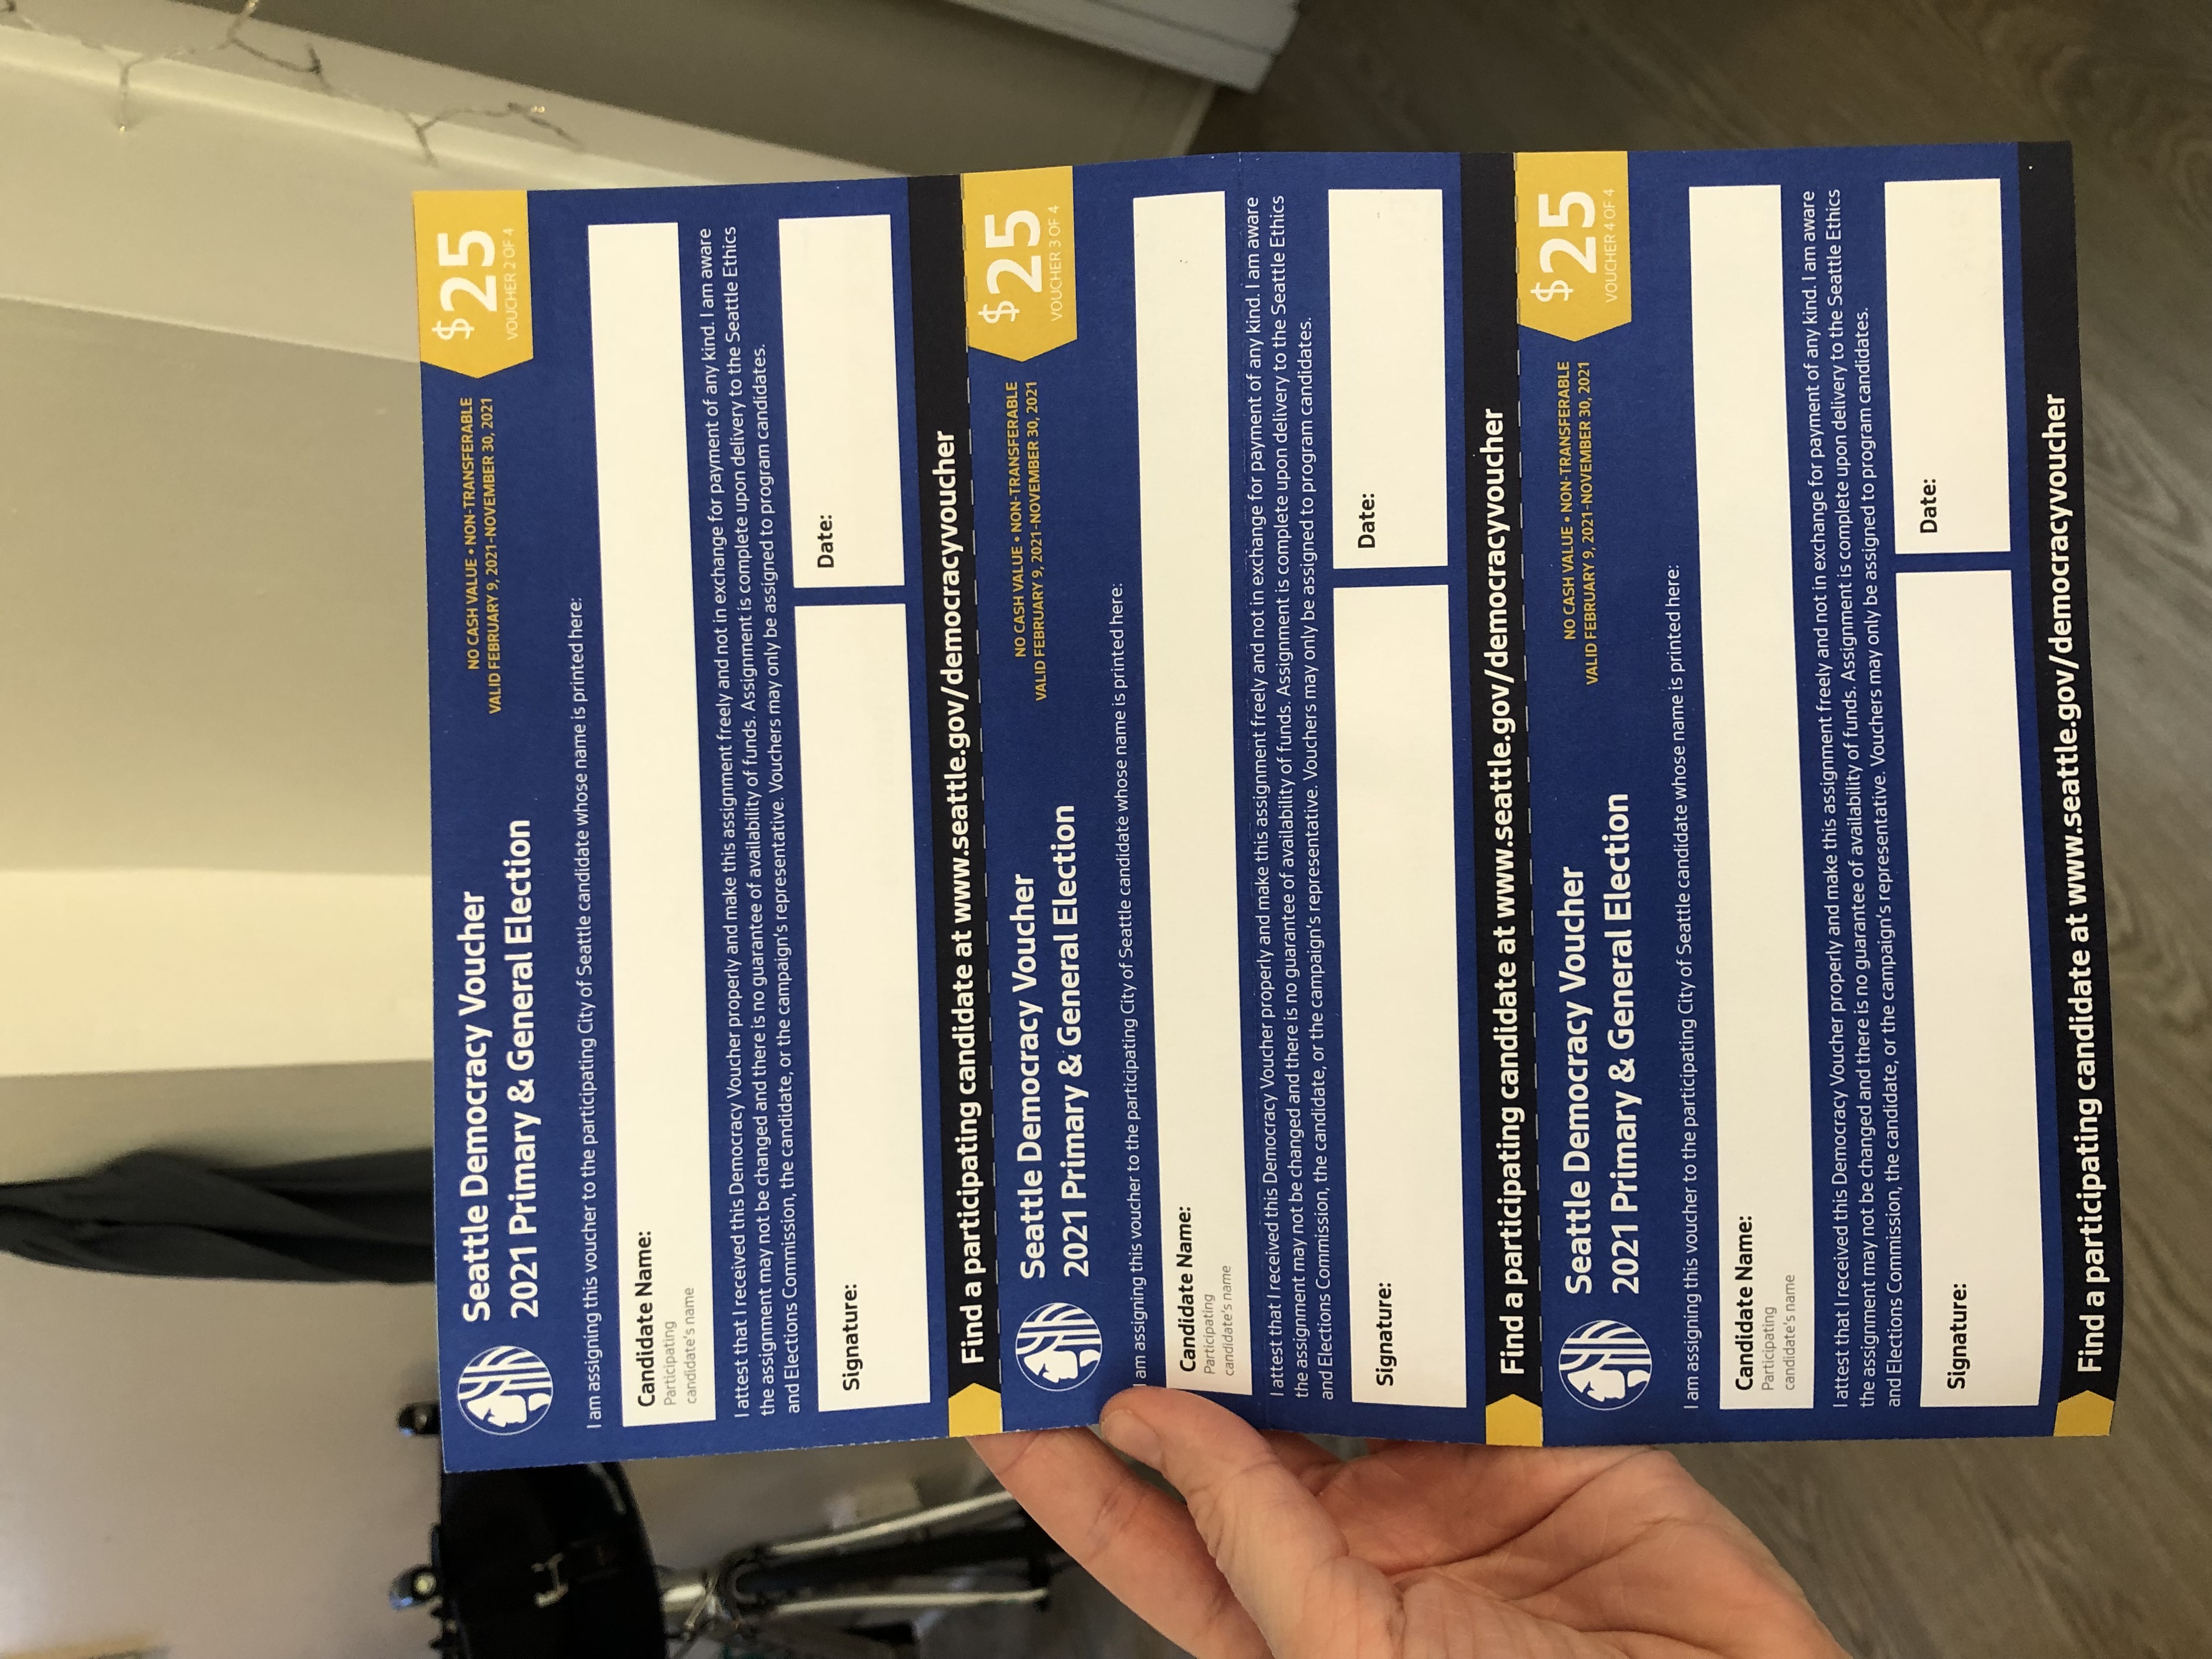 Seattle Democracy Voucher
2021 Primary & General Election
NO CASH VALUE • NON-TRANSFERABLE
VALID FEBRUARY 9, 2021-NOVEMBER 30, 2021
$25
VOUCHER 2 OF 4
I am assigning this voucher to the participating City of Seattle candidate whose name is printed here:
Candidate Name:
Participating
candidate's name
I attest that I received this Democracy Voucher properly and make this assignment freely and not in exchange for payment of any kind. I am aware
the assignment may not be changed and there is no guarantee of availability of funds. Assignment is complete upon delivery to the Seattle Ethics
and Elections Commission, the candidate, or the campaign's representative. Vouchers may only be assigned to program candidates.
Signature:
Date:
Find a participating candidate at www.seattle.gov/democracyvoucher
Seattle Democracy Voucher
2021 Primary & General Election
NO CASH VALUE • NON-TRANSFERABLE
VALID FEBRUARY 9, 2021-NOVEMBER 30, 2021
$25
VOUCHER 3 OF 4
I am assigning this voucher to the participating City of Seattle candidate whose name is printed here:
Candidate Name:
Participating
candidate's name
I attest that I received this Democracy Voucher properly and make this assignment freely and not in exchange for payment of any kind. I am aware
the assignment may not be changed and there is no guarantee of availability of funds. Assignment is complete upon delivery to the Seattle Ethics
and Elections Commission, the candidate, or the campaign's representative. Vouchers may only be assigned to program candidates.
Signature:
Date:
Find a participating candidate at www.seattle.gov/democracyvoucher
Seattle Democracy Voucher
2021 Primary & General Election
NO CASH VALUE • NON-TRANSFERABLE
VALID FEBRUARY 9, 2021-NOVEMBER 30, 2021
$25
VOUCHER 4 OF 4
I am assigning this voucher to the participating City of Seattle candidate whose name is printed here:
Candidate Name:
Participating
candidate's name
I attest that I received this Democracy Voucher properly and make this assignment freely and not in exchange for payment of any kind. I am aware
the assignment may not be changed and there is no guarantee of availability of funds. Assignment is complete upon delivery to the Seattle Ethics
and Elections Commission, the candidate, or the campaign's representative. Vouchers may only be assigned to program candidates.
Signature:
Date:
Find a participating candidate at www.seattle.gov/democracyvoucher